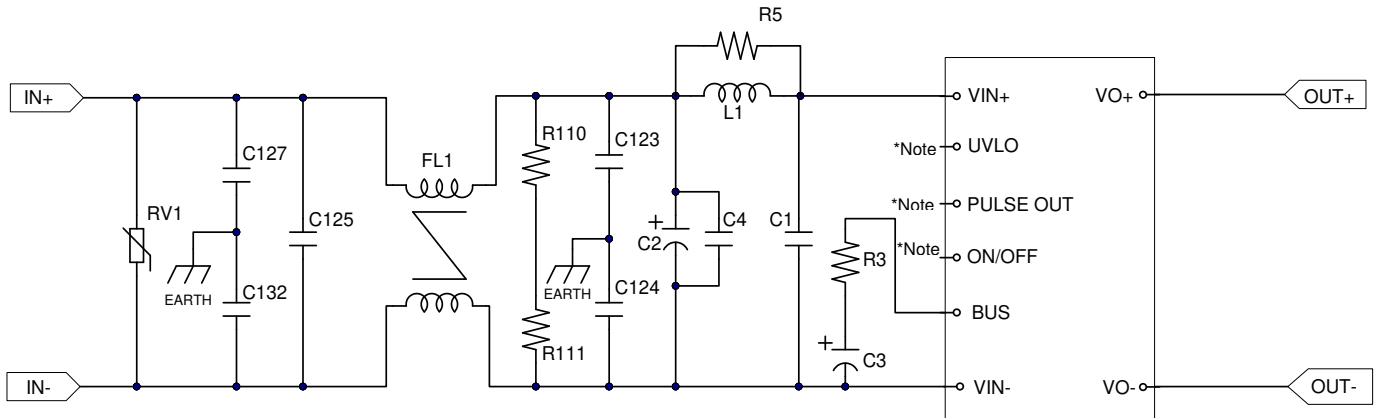 R5
IN+
L1
VIN+
VO+
OUT+
C127
FL1
R110
C123
*Note
UVLO
RV1
C125
*Note
PULSE OUT
C2
C4
C1
R3
*Note
ON/OFF
EARTH
C132
EARTH
C124
BUS
R111
C3
IN-
VIN-
VO-
OUT-